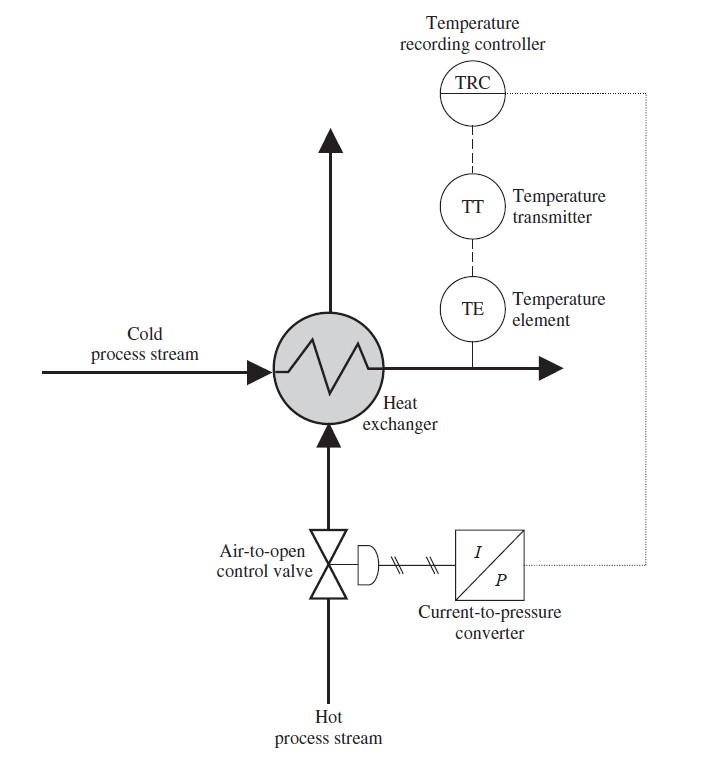 Temperature
recording controller
TRC
TT
Temperature
transmitter
TE
Temperature
element
Cold
process stream
Heat
exchanger
Air-to-open
control valve
I
P
Current-to-pressure
converter
Hot
process stream